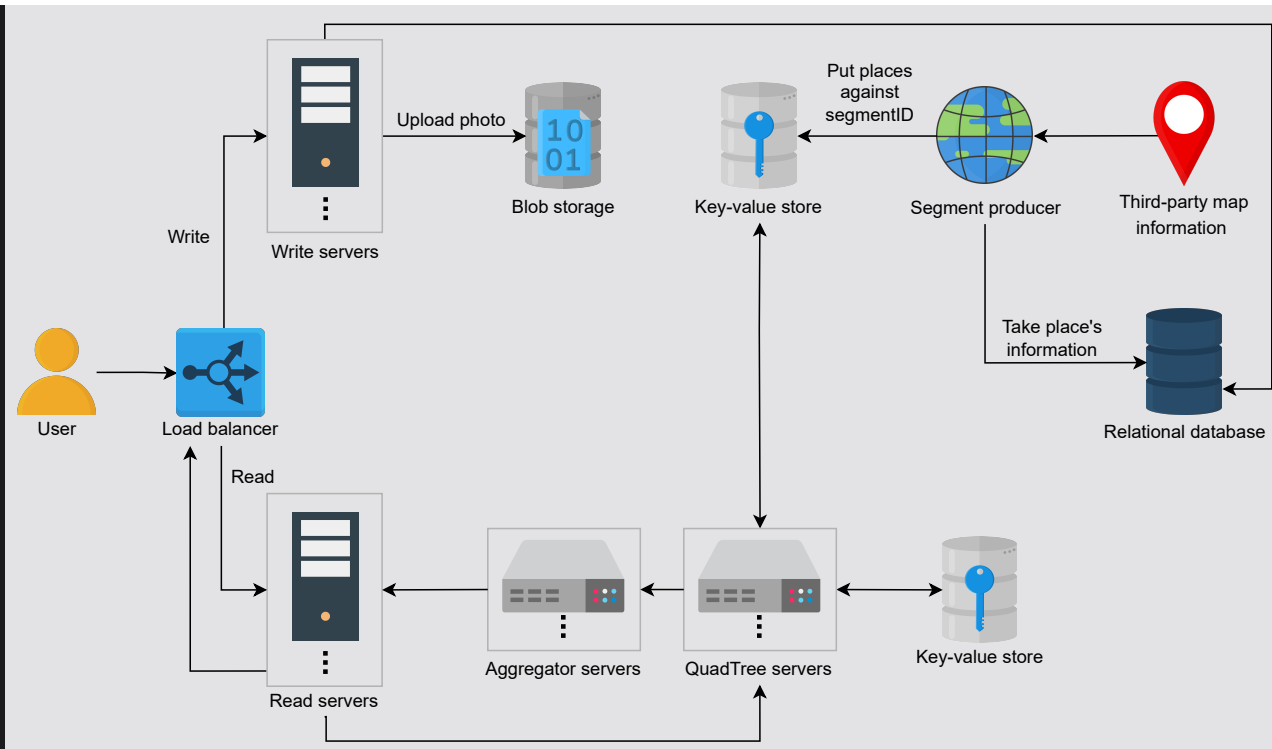 Put places
against
segmentID
Upload photo
10
01
Blob storage
Key-value store
Segment producer
Third-party map
information
Write
Write servers
Take place's
information
User
Load balancer
Relational database
Read
Aggregator servers
QuadTree servers
Key-value store
Read servers